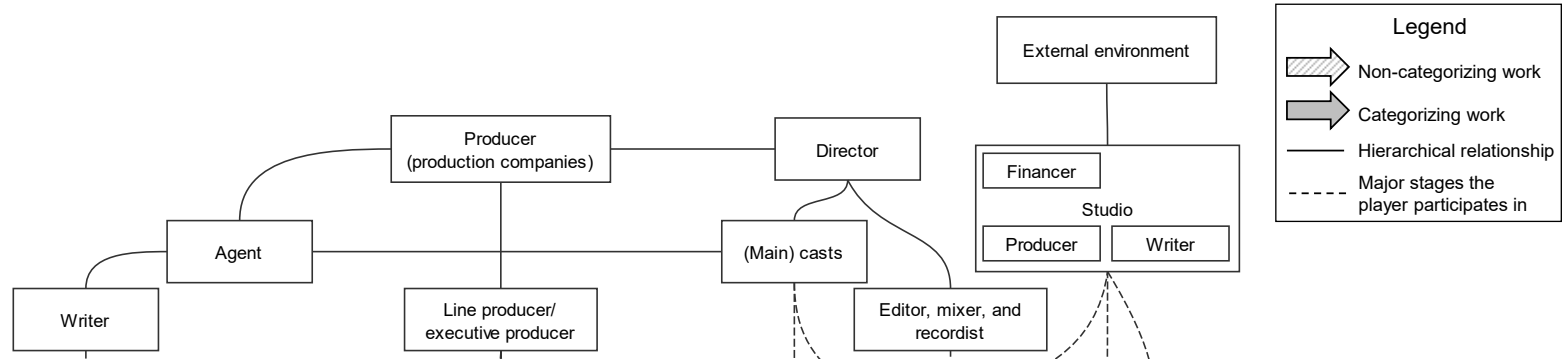 External environment
Producer
(production companies)
Director
Financer
Studio
Producer
Writer
Agent
(Main) casts
Writer
Line producer/
executive producer
Editor, mixer, and
recordist
Legend
Non-categorizing work
Categorizing work
Hierarchical relationship
Major stages the
player participates in